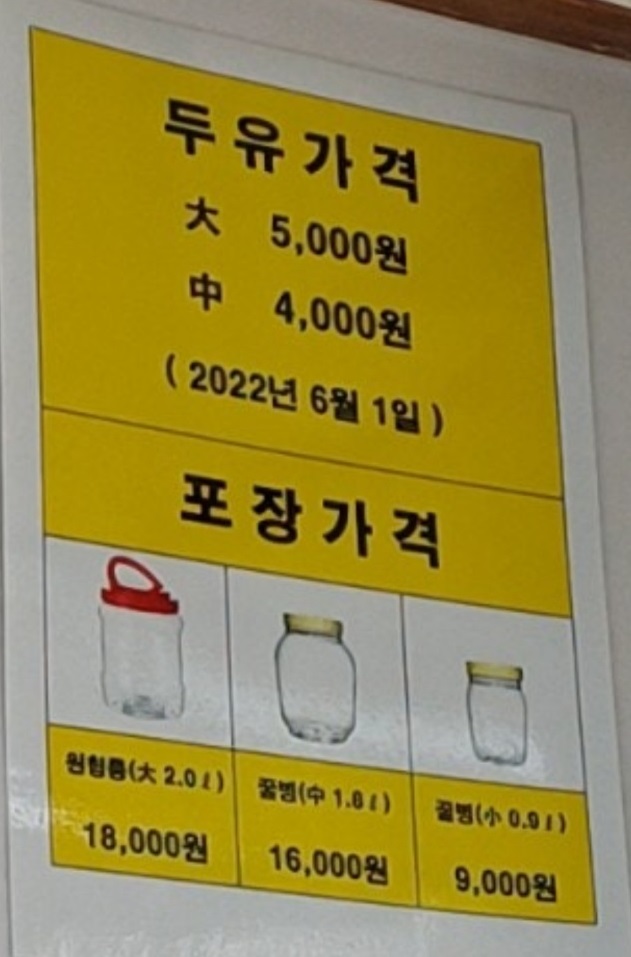 두유가격
大 5,000원
中 4,000원
( 2022년 6월 1일 )
포장가격
원형통(大 2.0ℓ)
18,000원
꿀병(中 1.8ℓ)
16,000원
꿀병(小 0.9ℓ)
9,000원